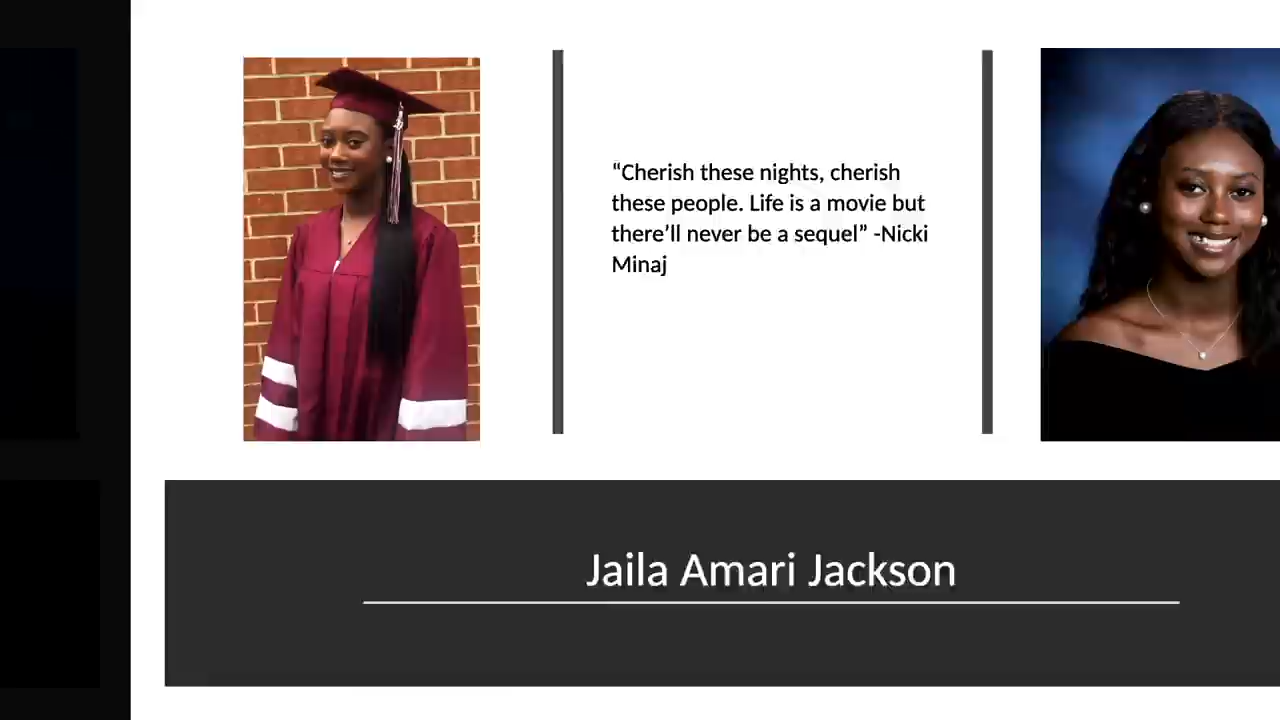 “Cherish these nights, cherish
these people. Life is a movie but
there’ll never be a sequel” -Nicki
Minaj
Jaila Amari Jackson